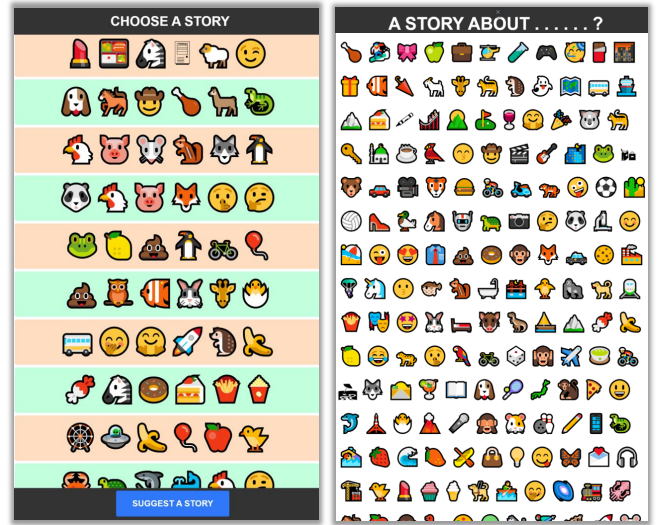 CHOOSE A STORY
A STORY ABOUT . . . . . . ?
SUGGEST A STORY